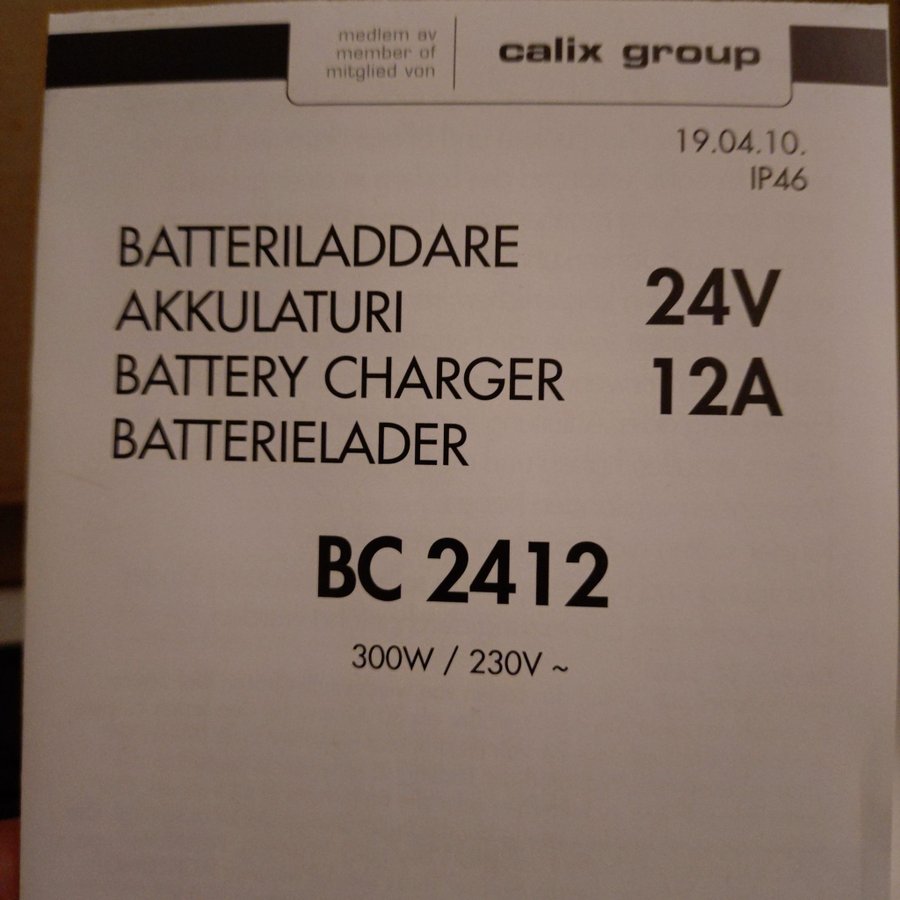 medlem av
member of
mitglied von
calix group
19.04.10.
IP46
BATTERILADDARE
AKKULATURI
BATTERY CHARGER
BATTERIELADER
24V
12A
BC 2412
300W / 230V ~